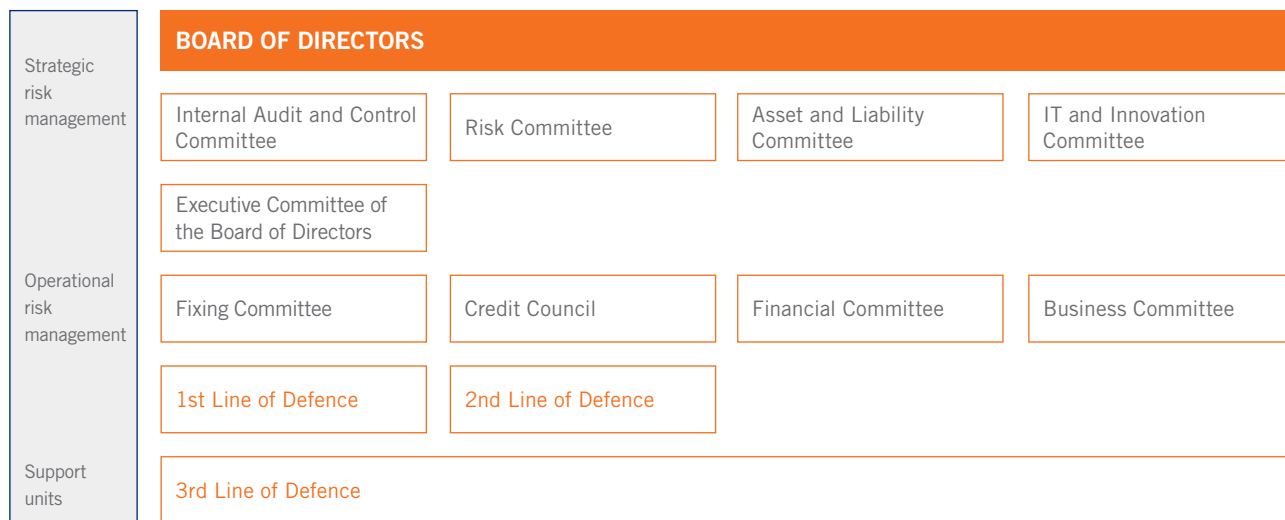 BOARD OF DIRECTORS
Strategic
risk
management
Internal Audit and Control
Committee
Risk Committee
Asset and Liability
Committee
IT and Innovation
Committee
Executive Committee of
the Board of Directors
Operational
risk
management
Fixing Committee
Credit Council
Financial Committee
Business Committee
1st Line of Defence
2nd Line of Defence
Support
units
3rd Line of Defence